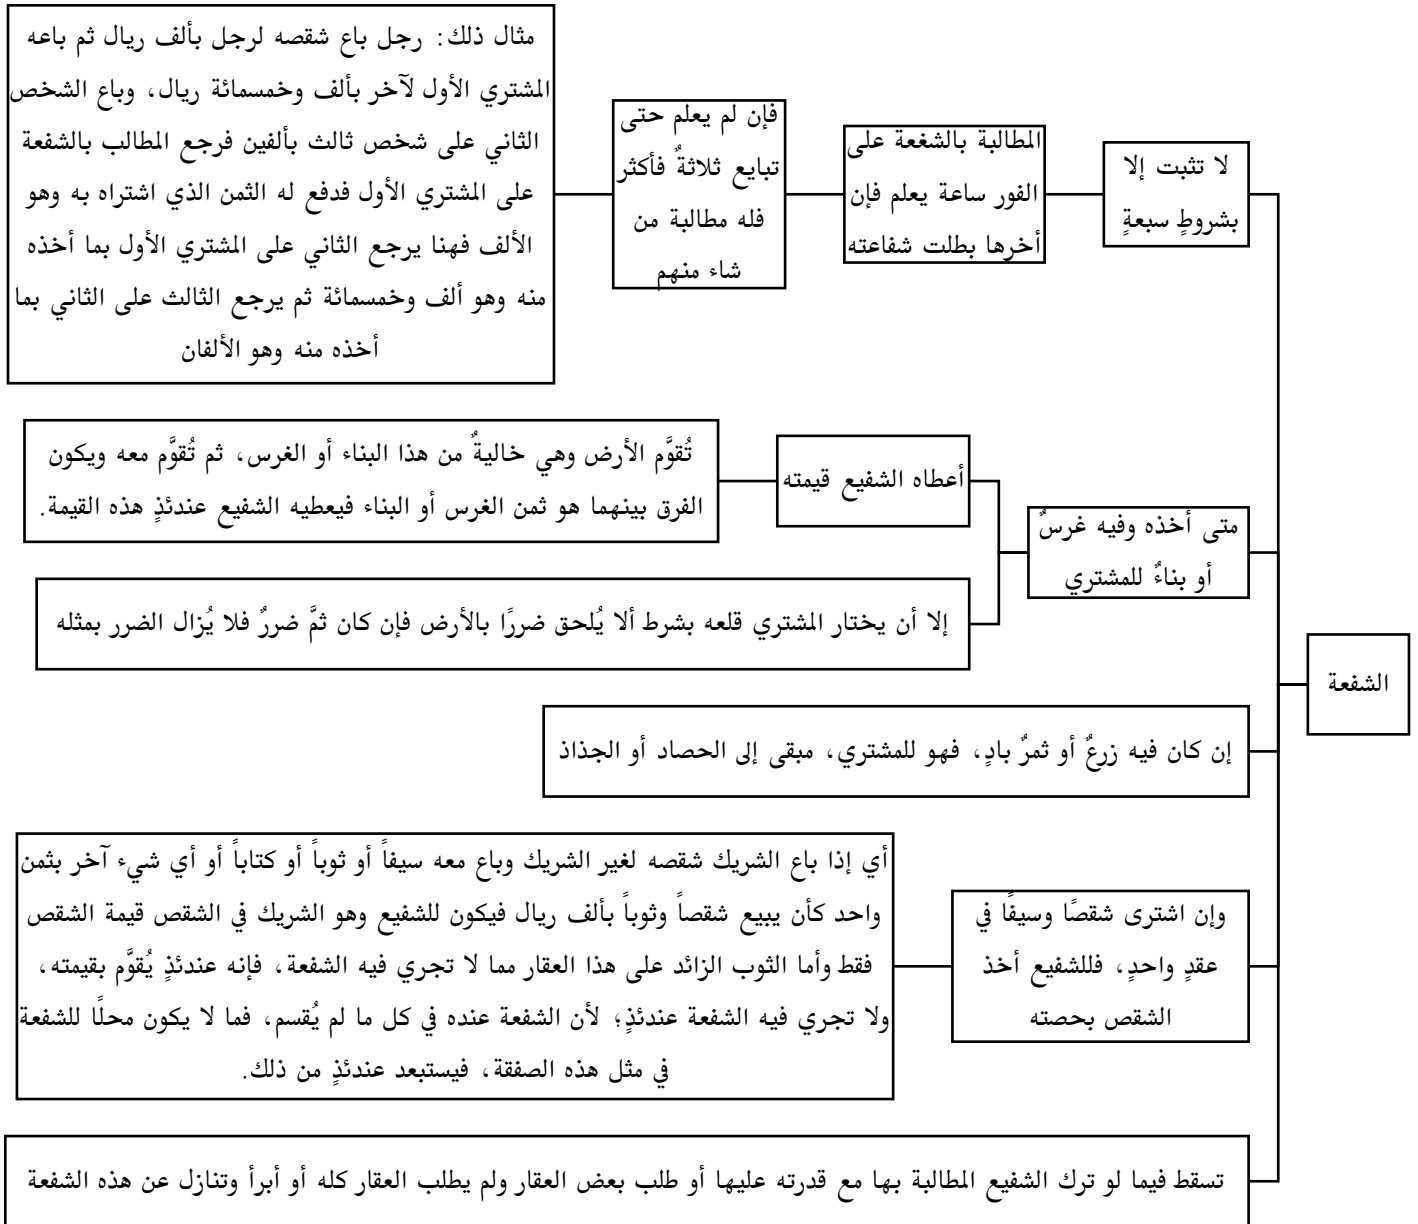 الشفعة
لا تثبت إلا
بشروطٍ سبعةٍ
المطالبة بالشغعة على
الفور ساعة يعلم فإن
أخرها بطلت شفاعته
فإن لم يعلم حتى
تبايع ثلاثةٌ فأكثر
فله مطالبة من
شاء منهم
مثال ذلك: رجل باع شقصه لرجل بألف ريال ثم باعه
المشتري الأول لآخر بألف وخمسمائة ريال، وباع الشخص
الثاني على شخص ثالث بألفين فرجع المطالب بالشفعة
على المشتري الأول فدفع له الثمن الذي اشتراه به وهو
الألف فهنا يرجع الثاني على المشتري الأول بما أخذه
منه وهو ألف وخمسمائة ثم يرجع الثالث على الثاني بما
أخذه منه وهو الألفان
متى أخذه وفيه غرسٌ
أو بناءٌ للمشتري
أعطاه الشفيع قيمته
تُقوَّم الأرض وهي خاليةٌ من هذا البناء أو الغرس، ثم تُقوَّم معه ويكون
الفرق بينهما هو ثمن الغرس أو البناء فيعطيه الشفيع عندئذٍ هذه القيمة.
إلا أن يختار المشتري قلعه بشرط ألا يُلحق ضررًا بالأرض فإن كان ثمَّ ضررٌ فلا يُزال الضرر بمثله
إن كان فيه زرعٌ أو ثمرٌ بادٍ، فهو للمشتري، مبقى إلى الحصاد أو الجذاذ
وإن اشترى شقصًا وسيفًا في
عقدٍ واحدٍ، فللشفيع أخذ
الشقص بحصته
أي إذا باع الشريك شقصه لغير الشريك وباع معه سيفاً أو ثوباً أو كتاباً أو أي شيء آخر بثمن
واحد كأن يبيع شقصاً وثوباً بألف ريال فيكون للشفيع وهو الشريك في الشقص قيمة الشقص
فقط وأما الثوب الزائد على هذا العقار مما لا تجري فيه الشفعة، فإنه عندئذٍ يُقوَّم بقيمته،
ولا تجري فيه الشفعة عندئذٍ؛ لأن الشفعة عنده في كل ما لم يُقسم، فما لا يكون محلًا للشفعة
في مثل هذه الصفقة، فيستبعد عندئذٍ من ذلك.
تسقط فيما لو ترك الشفيع المطالبة بها مع قدرته عليها أو طلب بعض العقار ولم يطلب العقار كله أو أبرأ وتنازل عن هذه الشفعة